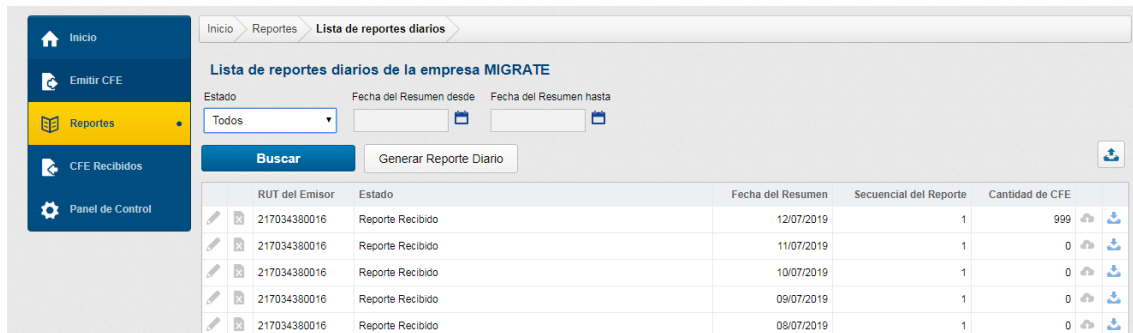 Inicio
Emitir CFE
Reportes
CFE Recibidos
Panel de Control
Inicio Reportes Lista de reportes diarios
Lista de reportes diarios de la empresa MIGRATE
Estado Fecha del Resumen desde Fecha del Resumen hasta
Todos
Buscar Generar Reporte Diario
RUT del Emisor Estado Fecha del Resumen Secuencial del Reporte Cantidad de CFE
217034380016 Reporte Recibido 12/07/2019 1 999
217034380016 Reporte Recibido 11/07/2019 1 0
217034380016 Reporte Recibido 10/07/2019 1 0
217034380016 Reporte Recibido 09/07/2019 1 0
217034380016 Reporte Recibido 08/07/2019 1 0